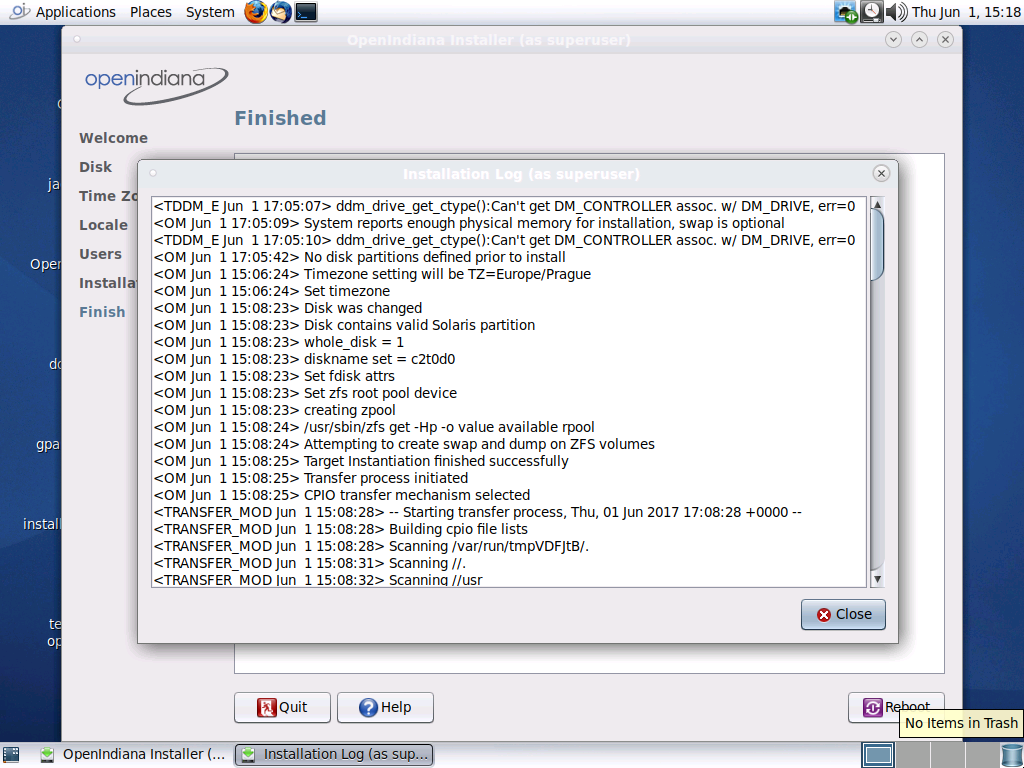 Applications Places System
Thu Jun 1, 15:18
OpenIndiana Installer (as superuser)
openindiana
Finished
Welcome
Disk
Time Zo
Locale
Users
Installa
Finish
ja
Open
do
gpa
install
te
op
Installation Log (as superuser)
<TDDM_E Jun  1 17:05:07> ddm_drive_get_ctype():Can't get DM_CONTROLLER assoc. w/ DM_DRIVE, err=0
<OM Jun  1 17:05:09> System reports enough physical memory for installation, swap is optional
<TDDM_E Jun  1 17:05:10> ddm_drive_get_ctype():Can't get DM_CONTROLLER assoc. w/ DM_DRIVE, err=0
<OM Jun  1 17:05:42> No disk partitions defined prior to install
<OM Jun  1 15:06:24> Timezone setting will be TZ=Europe/Prague
<OM Jun  1 15:06:24> Set timezone
<OM Jun  1 15:08:23> Disk was changed
<OM Jun  1 15:08:23> Disk contains valid Solaris partition
<OM Jun  1 15:08:23> whole_disk = 1
<OM Jun  1 15:08:23> diskname set = c2t0d0
<OM Jun  1 15:08:23> Set fdisk attrs
<OM Jun  1 15:08:23> Set zfs root pool device
<OM Jun  1 15:08:23> creating zpool
<OM Jun  1 15:08:24> /usr/sbin/zfs get -Hp -o value available rpool
<OM Jun  1 15:08:24> Attempting to create swap and dump on ZFS volumes
<OM Jun  1 15:08:25> Target Instantiation finished successfully
<OM Jun  1 15:08:25> Transfer process initiated
<OM Jun  1 15:08:25> CPIO transfer mechanism selected
<TRANSFER_MOD Jun  1 15:08:28> -- Starting transfer process, Thu, 01 Jun 2017 17:08:28 +0000 --
<TRANSFER_MOD Jun  1 15:08:28> Building cpio file lists
<TRANSFER_MOD Jun  1 15:08:28> Scanning /var/run/tmpVDFJtB/.
<TRANSFER_MOD Jun  1 15:08:31> Scanning //.
<TRANSFER_MOD Jun  1 15:08:32> Scanning //usr
Close
Quit
Help
Reboot
No Items in Trash
OpenIndiana Installer (...
Installation Log (as sup...